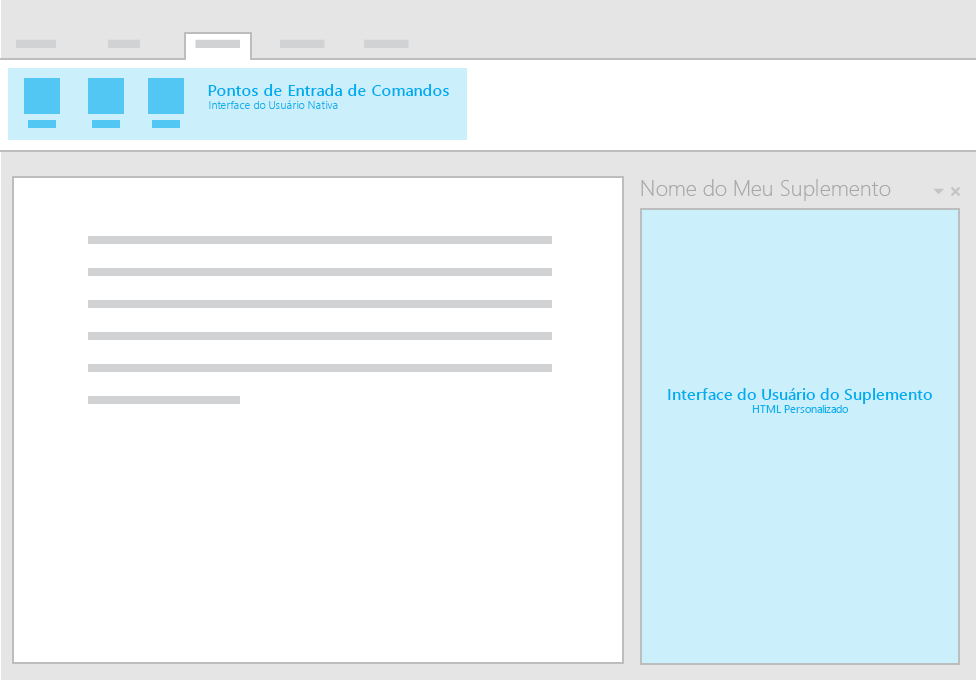 Pontos de Entrada de Comandos
Interface do Usuário Nativa
Nome do Meu Suplemento
Interface do Usuário do Suplemento
HTML Personalizado